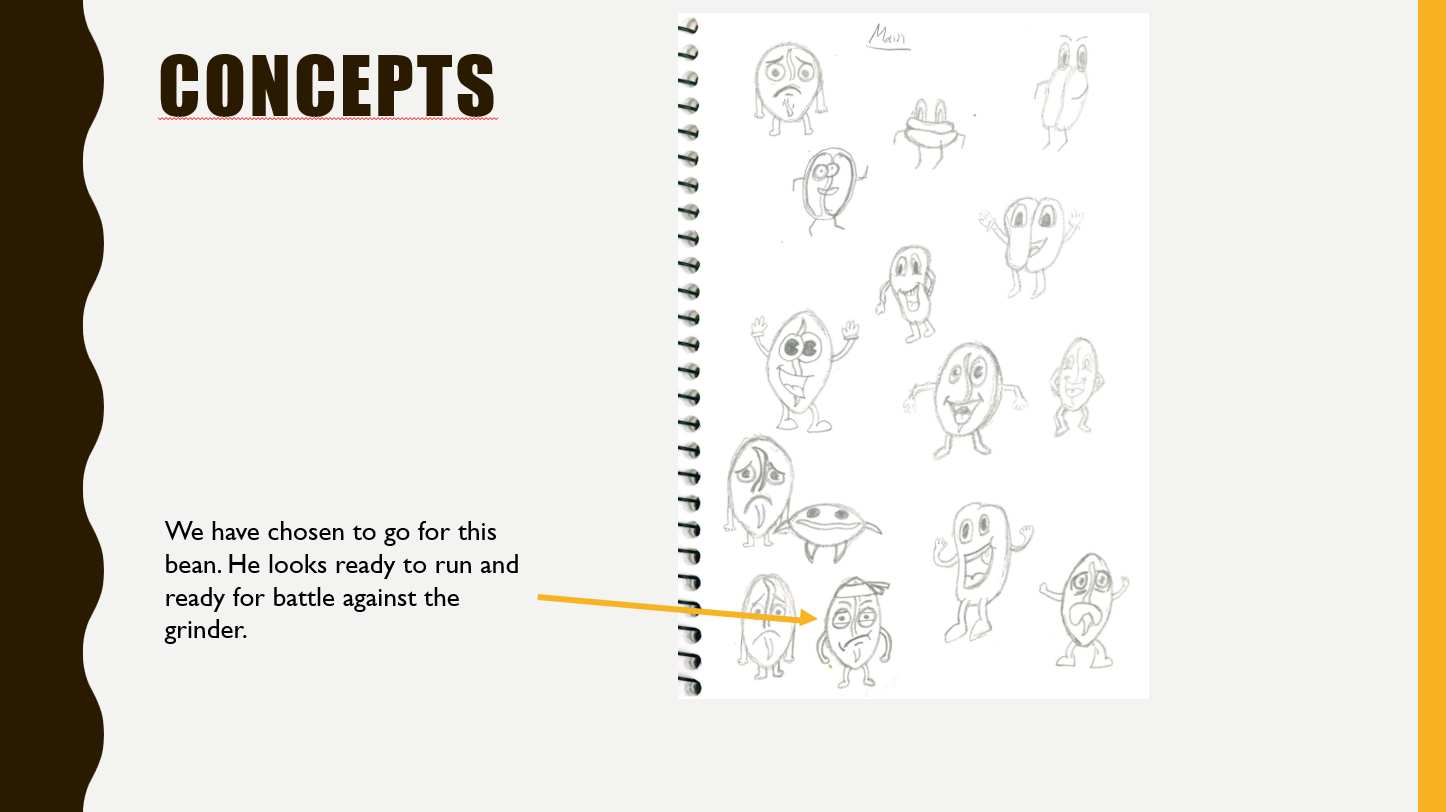 CONCEPTS
Main
We have chosen to go for this
bean. He looks ready to run and
ready for battle against the
grinder.